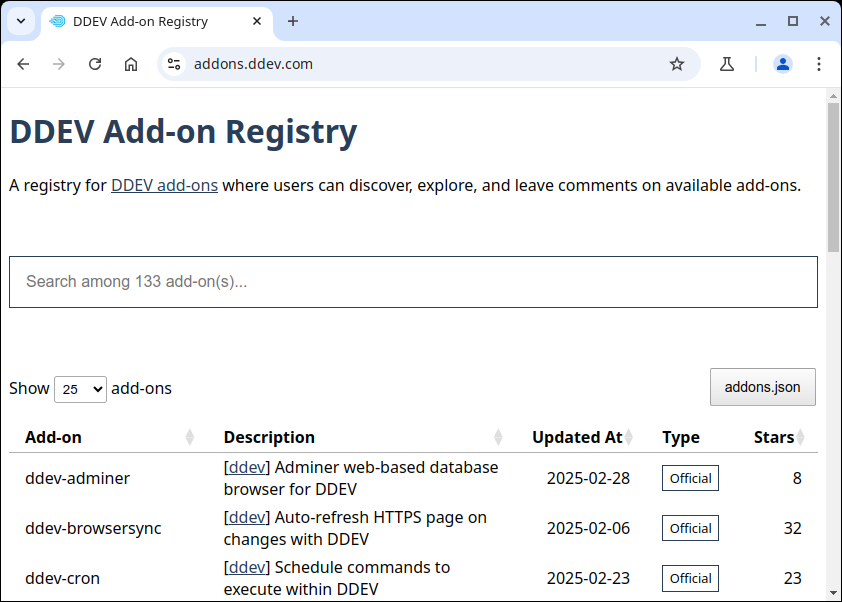 DDEV Add-on Registry
addons.ddev.com
DDEV Add-on Registry
A registry for DDEV add-ons where users can discover, explore, and leave comments on available add-ons.
Search among 133 add-on(s)...
Show 25 add-ons
addons.json
Add-on Description Updated At Type Stars
ddev-adminer [ddev] Adminer web-based database browser for DDEV 2025-02-28 Official 8
ddev-browsersync [ddev] Auto-refresh HTTPS page on changes with DDEV 2025-02-06 Official 32
ddev-cron [ddev] Schedule commands to execute within DDEV 2025-02-23 Official 23